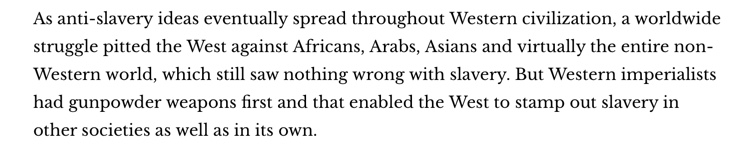 As anti-slavery ideas eventually spread throughout Western civilization, a worldwide
struggle pitted the West against Africans, Arabs, Asians and virtually the entire non-
Western world, which still saw nothing wrong with slavery. But Western imperialists
had gunpowder weapons first and that enabled the West to stamp out slavery in
other societies as well as in its own.